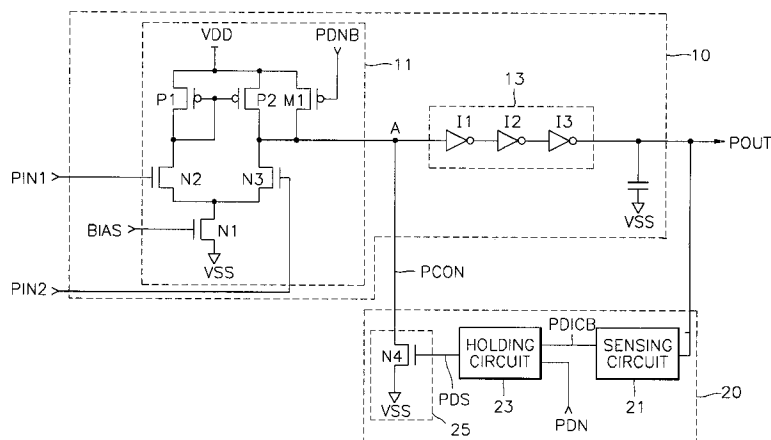 VDD
PDNB
10
11
P1
P2
M1
13
A
I1
I2
I3
POUT
PIN1
N2
N3
VSS
BIAS
N1
VSS
PIN2
PCON
PDICB
N4
HOLDING
CIRCUIT
SENSING
CIRCUIT
20
VSS
PDS
23
21
25
PDN